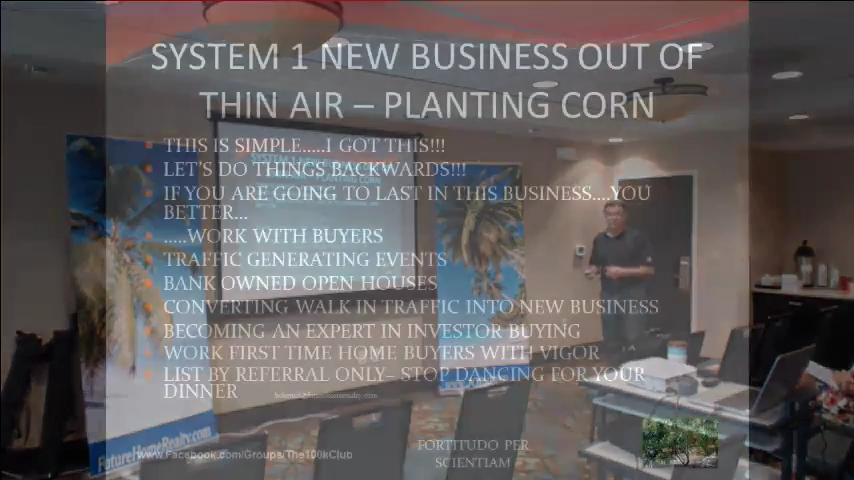 SYSTEM 1 NEW BUSINESS OUT OF
THIN AIR – PLANTING CORN
THIS IS SIMPLE.....I GOT THIS!!!
LET'S DO THINGS BACKWARDS!!!
IF YOU ARE GOING TO LAST IN THIS BUSINESS....YOU
BETTER...
.....WORK WITH BUYERS
TRAFFIC GENERATING EVENTS
BANK OWNED OPEN HOUSES
CONVERTING WALK IN TRAFFIC INTO NEW BUSINESS
BECOMING AN EXPERT IN INVESTOR BUYING
WORK FIRST TIME HOME BUYERS WITH VIGOR
LIST BY REFERRAL ONLY– STOP DANCING FOR YOUR
DINNER
FutureHomeRealty.com
www.Facebook.com/Groups/The100kClub
FORTITUDO PER
SCIENTIAM